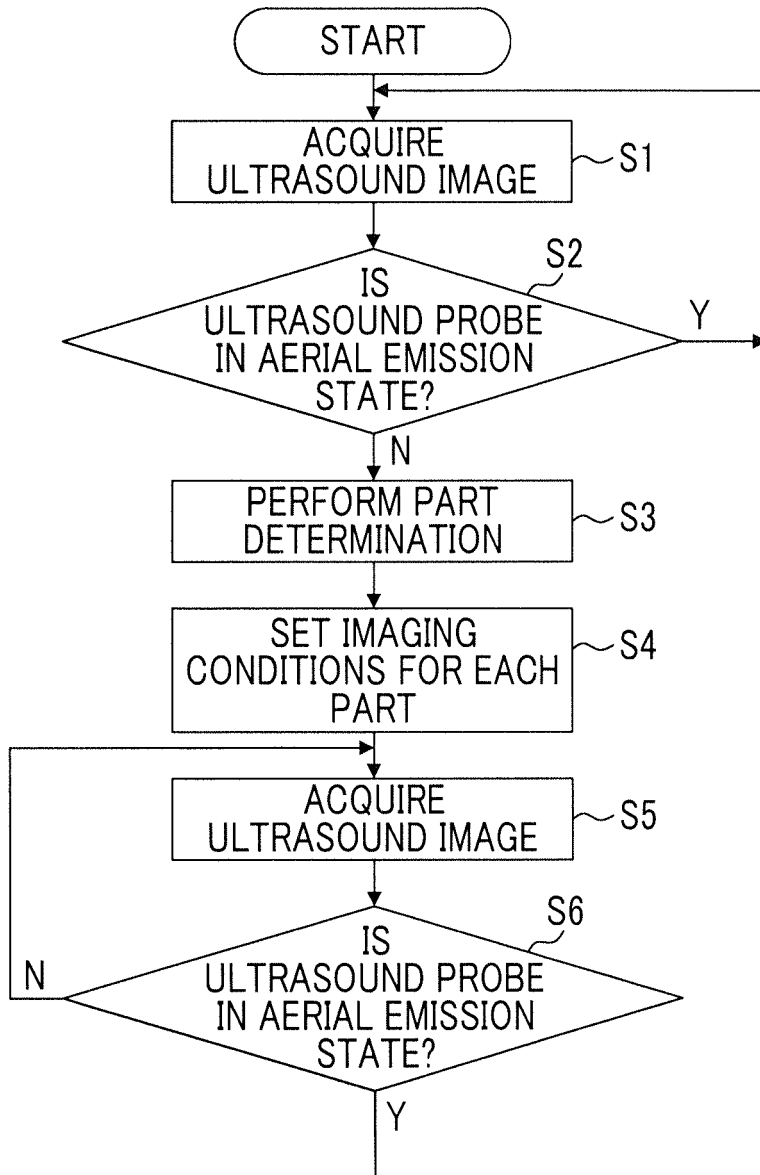 START
ACQUIRE
ULTRASOUND IMAGE
S1
S2
IS
ULTRASOUND PROBE
IN AERIAL EMISSION
STATE?
Y
N
PERFORM PART
DETERMINATION
S3
SET IMAGING
CONDITIONS FOR EACH
PART
S4
ACQUIRE
ULTRASOUND IMAGE
S5
S6
IS
ULTRASOUND PROBE
IN AERIAL EMISSION
STATE?
N
Y